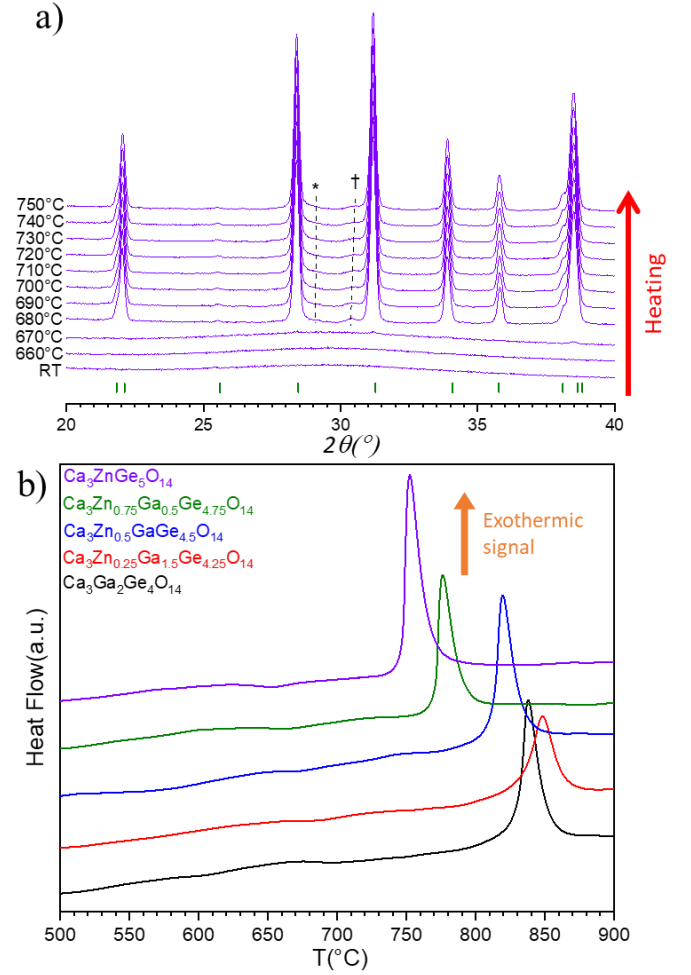 a)
* †
750°C
740°C
730°C
720°C
710°C
700°C
690°C
680°C
670°C
660°C
RT
Heating
20 25 30 35 40
2θ(°)
b)
Ca₃ZnGe₅O₁₄
Ca₃Zn₀.₇₅Ga₀.₅Ge₄.₇₅O₁₄
Ca₃Zn₀.₅GaGe₄.₅O₁₄
Ca₃Zn₀.₂₅Ga₁.₅Ge₄.₂₅O₁₄
Ca₃Ga₂Ge₄O₁₄
Exothermic
signal
Heat Flow(a.u.)
500 550 600 650 700 750 800 850 900
T(°C)